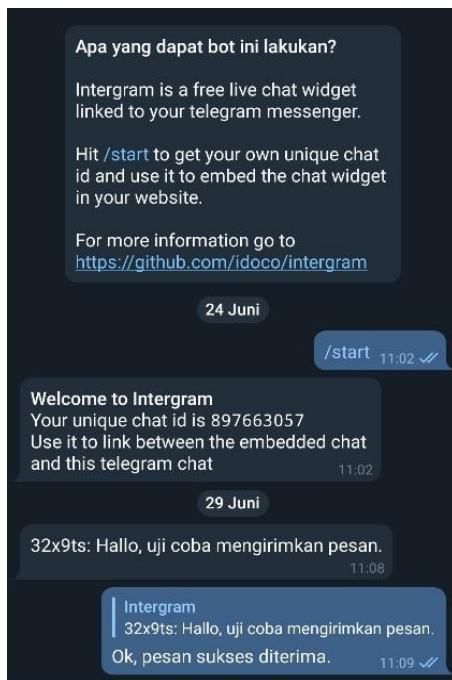 Apa yang dapat bot ini lakukan?
Intergram is a free live chat widget
linked to your telegram messenger.
Hit /start to get your own unique chat
id and use it to embed the chat widget
in your website.
For more information go to
https://github.com/idoco/intergram
24 Juni
/start 11:02
Welcome to Intergram
Your unique chat id is 897663057
Use it to link between the embedded chat
and this telegram chat 11:02
29 Juni
32x9ts: Hallo, uji coba mengirimkan pesan.
11:08
Intergram
32x9ts: Hallo, uji coba mengirimkan pesan.
Ok, pesan sukses diterima. 11:09